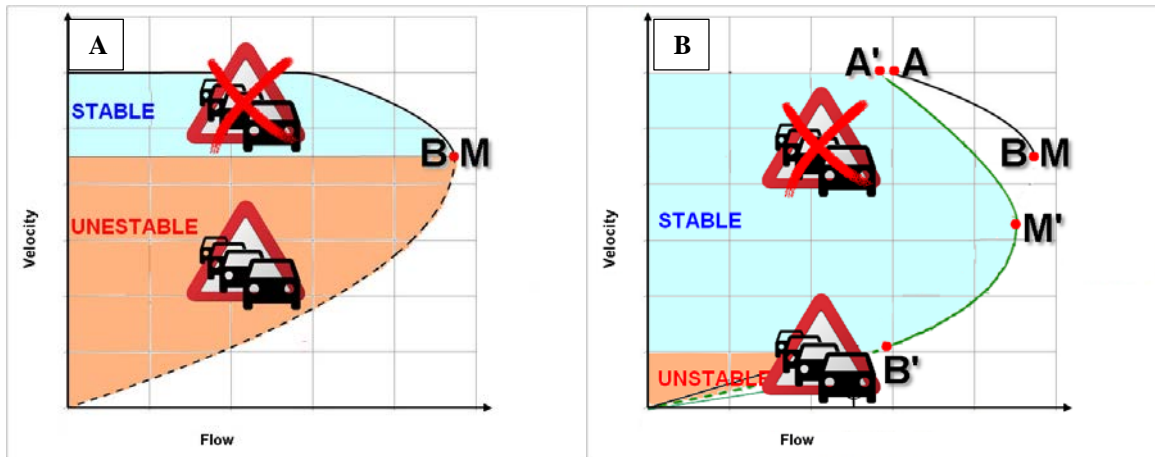 A
STABLE
B M
UNESTABLE
Velocity
Flow
B
A' A
B M
STABLE
M'
B'
UNSTABLE
Velocity
Flow